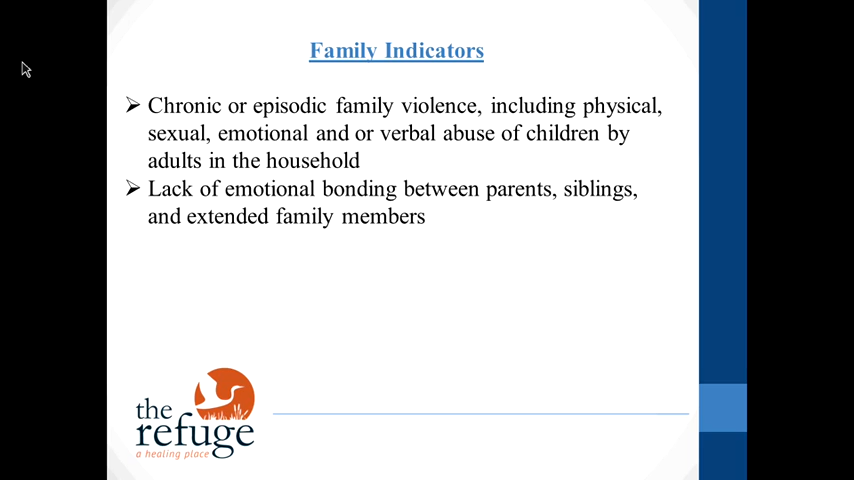 Family Indicators
➢ Chronic or episodic family violence, including physical,
sexual, emotional and or verbal abuse of children by
adults in the household
➢ Lack of emotional bonding between parents, siblings,
and extended family members
the
refuge
a healing place